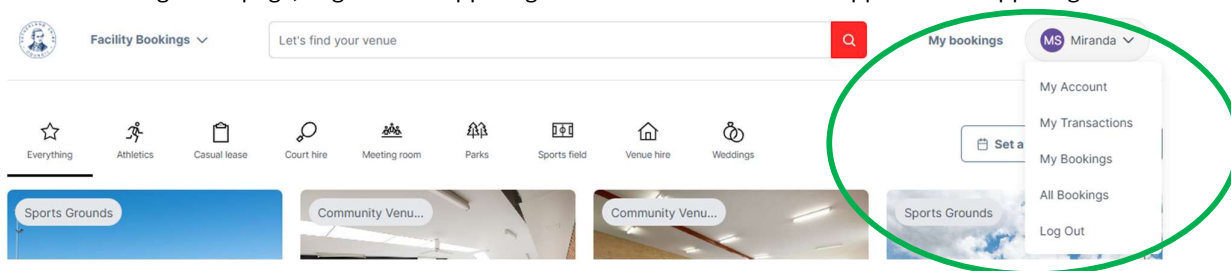 Facility Bookings
Let's find your venue
My bookings
MS Miranda
My Account
My Transactions
My Bookings
All Bookings
Log Out
Everything
Athletics
Casual lease
Court hire
Meeting room
Parks
Sports field
Venue hire
Weddings
Set a
Sports Grounds
Community Venu...
Community Venu...
Sports Grounds